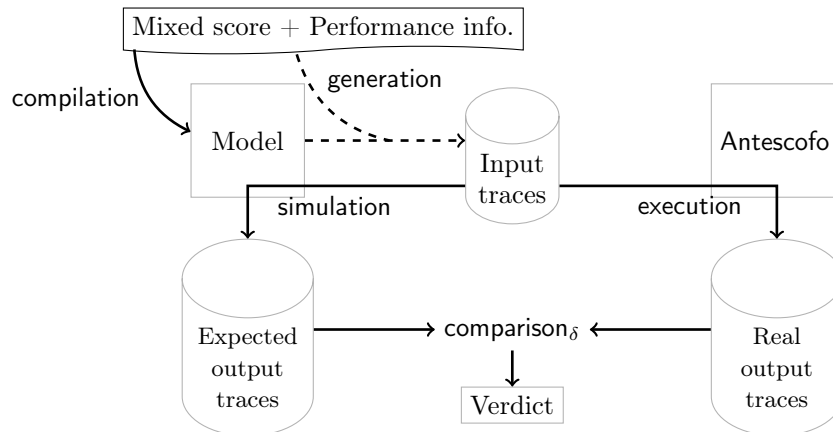 Mixed score + Performance info.
generation
compilation
Model
Antescofo
Input
traces
simulation
execution
Expected
output
traces
comparisonδ
Real
output
traces
Verdict